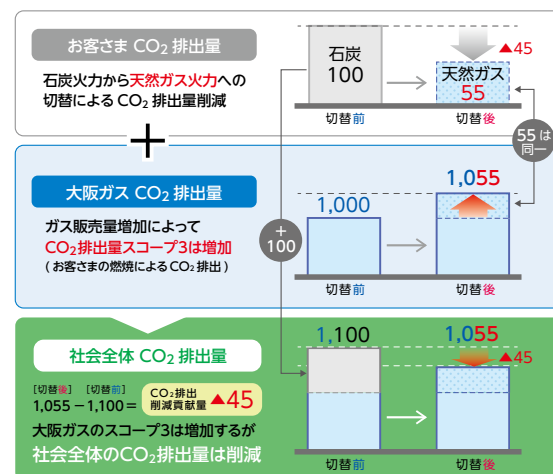 お客さま CO2 排出量
石炭火力から天然ガス火力への
切替によるCO2 排出量削減
石炭
100
切替前
▲45
天然ガス
55
切替後
55は
同一
＋
大阪ガス CO2 排出量
ガス販売量増加によって
CO2排出量スコープ3は増加
(お客さまの燃焼によるCO2 排出)
+
100
1,000
切替前
1,055
切替後
社会全体 CO2 排出量
[切替後] [切替前]
1,055 − 1,100 =
CO2排出
削減貢献量
▲45
大阪ガスのスコープ3は増加するが
社会全体のCO2排出量は削減
1,100
切替前
1,055
▲45
切替後